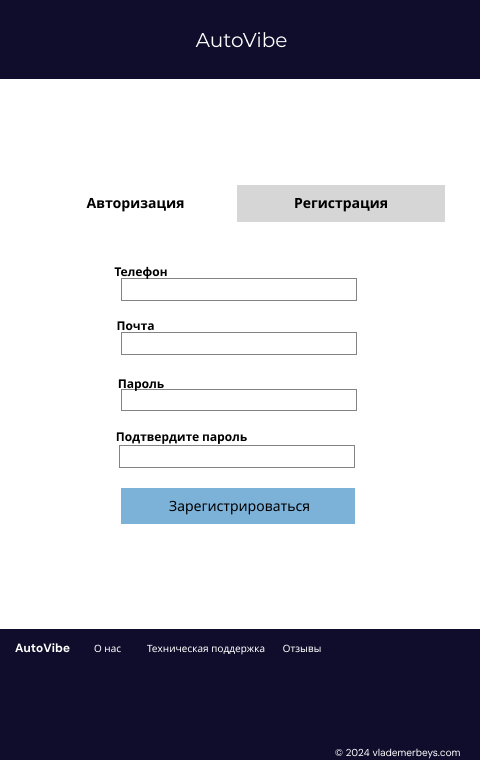 AutoVibe
Авторизация Регистрация
Телефон
Почта
Пароль
Подтвердите пароль
Зарегистрироваться
AutoVibe О нас Техническая поддержка Отзывы
© 2024 vlademerbeys.com